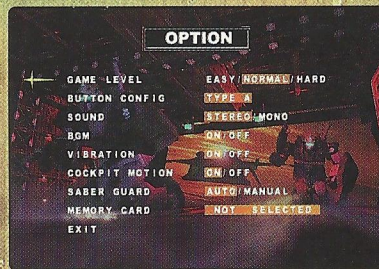 OPTION
GAME LEVEL EASY/NORMAL/HARD
BUTTON CONFIG TYPE A
SOUND STEREO/MONO
BGM ON/OFF
VIBRATION ON/OFF
COCKPIT MOTION ON/OFF
SABER GUARD AUTO/MANUAL
MEMORY CARD NOT SELECTED
EXIT